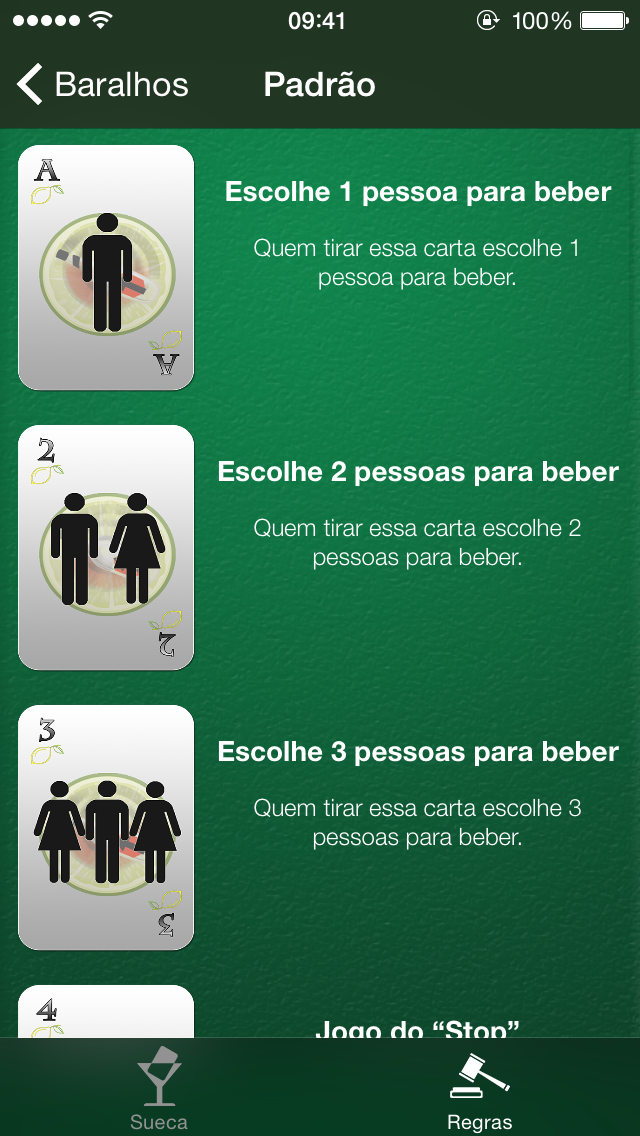 09:41
100%
Baralhos
Padrão
A
Escolhe 1 pessoa para beber
Quem tirar essa carta escolhe 1
pessoa para beber.
A
2
Escolhe 2 pessoas para beber
Quem tirar essa carta escolhe 2
pessoas para beber.
2
3
Escolhe 3 pessoas para beber
Quem tirar essa carta escolhe 3
pessoas para beber.
3
4
Jogo do “Stop”
Sueca
Regras